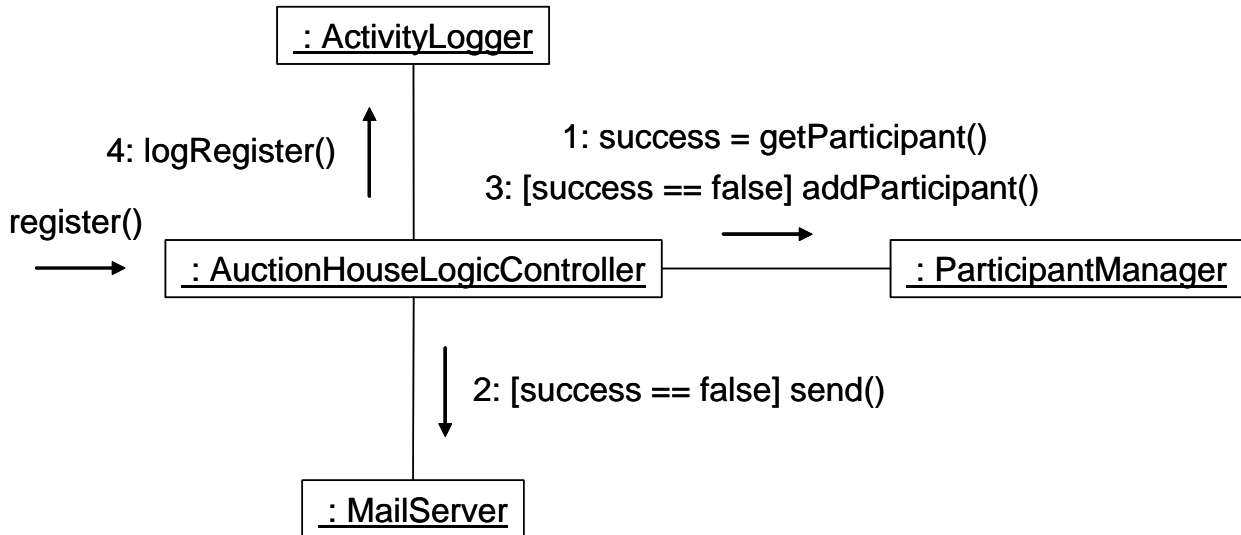 : ActivityLogger
1: success = getParticipant()
4: logRegister()
3: [success == false] addParticipant()
register()
: AuctionHouseLogicController
: ParticipantManager
2: [success == false] send()
: MailServer